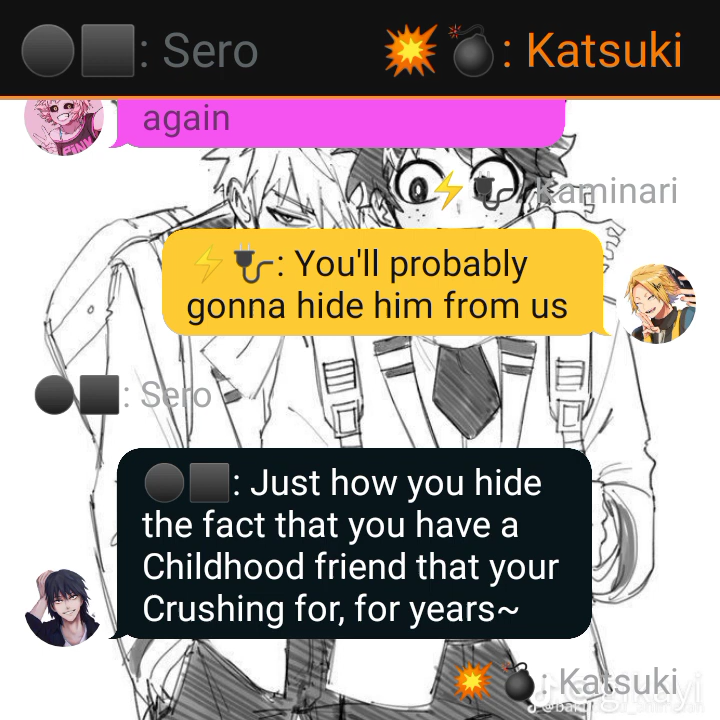 ⚫⬛: Sero
💥💣: Katsuki
again
PINK
⚡🔌: Kaminari
⚡🔌: You'll probably
gonna hide him from us
⚫⬛: Sero
⚫⬛: Just how you hide
the fact that you have a
Childhood friend that your
Crushing for, for years~
💥💣: Katsuki